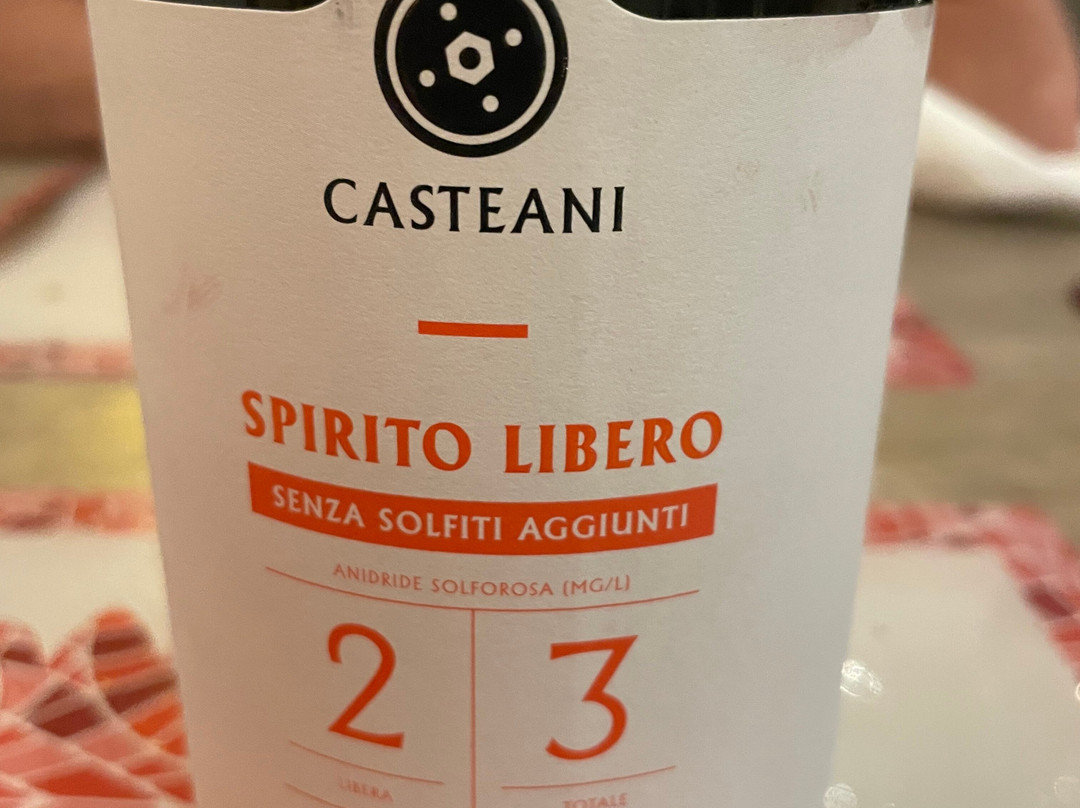 CASTEANI
SPIRITO LIBERO
SENZA SOLFITI AGGIUNTI
ANIDRIDE SOLFOROSA (MG/L)
2 3
LIBERA TOTALE